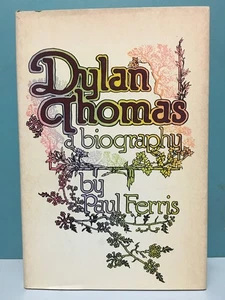 Dylan
Thomas
a biography
by
Paul Ferris